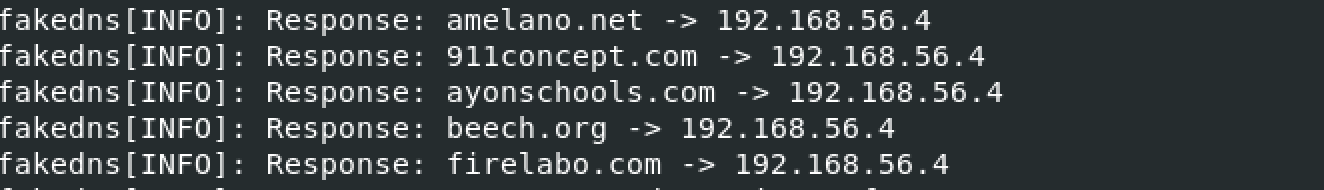 fakedns[INFO]: Response: amelano.net -> 192.168.56.4
fakedns[INFO]: Response: 911concept.com -> 192.168.56.4
fakedns[INFO]: Response: ayonschools.com -> 192.168.56.4
fakedns[INFO]: Response: beech.org -> 192.168.56.4
fakedns[INFO]: Response: firelabo.com -> 192.168.56.4